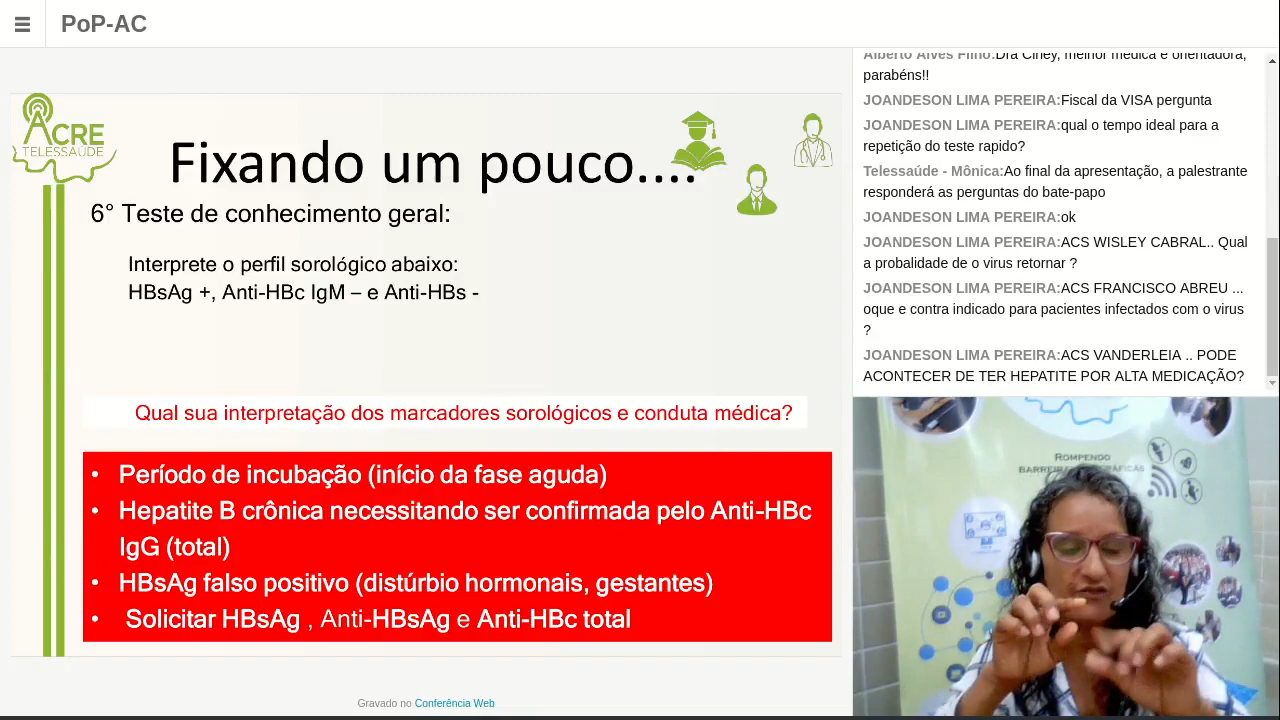 PoP-AC
ACRE
TELESSAÚDE
Fixando um pouco....
6° Teste de conhecimento geral:
Interprete o perfil sorológico abaixo:
HBsAg +, Anti-HBc IgM – e Anti-HBs -
Qual sua interpretação dos marcadores sorológicos e conduta médica?
• Período de incubação (início da fase aguda)
• Hepatite B crônica necessitando ser confirmada pelo Anti-HBc
IgG (total)
• HBsAg falso positivo (distúrbio hormonais, gestantes)
• Solicitar HBsAg , Anti-HBsAg e Anti-HBc total
Gravado no Conferência Web
Alberto Alves Filho:Dra Cirley, melhor médica e orientadora,
parabéns!!
JOANDESON LIMA PEREIRA:Fiscal da VISA pergunta
JOANDESON LIMA PEREIRA:qual o tempo ideal para a
repetição do teste rapido?
Telessaúde - Mônica:Ao final da apresentação, a palestrante
responderá as perguntas do bate-papo
JOANDESON LIMA PEREIRA:ok
JOANDESON LIMA PEREIRA:ACS WISLEY CABRAL.. Qual
a probalidade de o virus retornar ?
JOANDESON LIMA PEREIRA:ACS FRANCISCO ABREU ...
oque e contra indicado para pacientes infectados com o virus
?
JOANDESON LIMA PEREIRA:ACS VANDERLEIA .. PODE
ACONTECER DE TER HEPATITE POR ALTA MEDICAÇÃO?
ROMPENDO